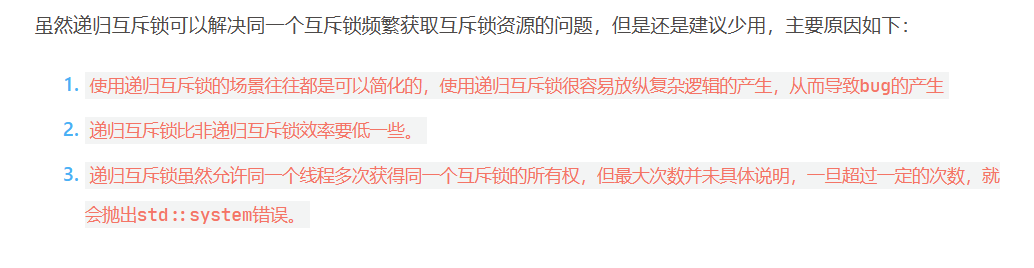 虽然递归互斥锁可以解决同一个互斥锁频繁获取互斥锁资源的问题，但是还是建议少用，主要原因如下：
1. 使用递归互斥锁的场景往往都是可以简化的，使用递归互斥锁很容易放纵复杂逻辑的产生，从而导致bug的产生
2. 递归互斥锁比非递归互斥锁效率要低一些。
3. 递归互斥锁虽然允许同一个线程多次获得同一个互斥锁的所有权，但最大次数并未具体说明，一旦超过一定的次数，就
会抛出std::system错误。